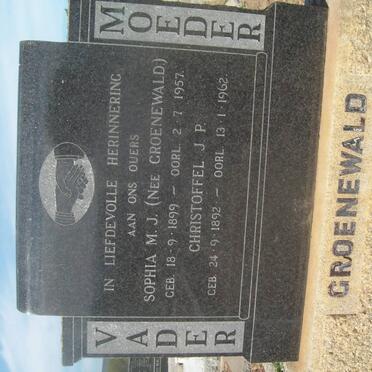 VADER
MOEDER
IN LIEFDEVOLLE HERINNERING
AAN ONS OUERS
SOPHIA M. J. (NEE GROENEWALD)
GEB 18-9-1899 — OORL. 2-7-1957.
CHRISTOFFEL J. P.
GEB 24-9-1892 — OORL 13-1-1962
GROENEWALD